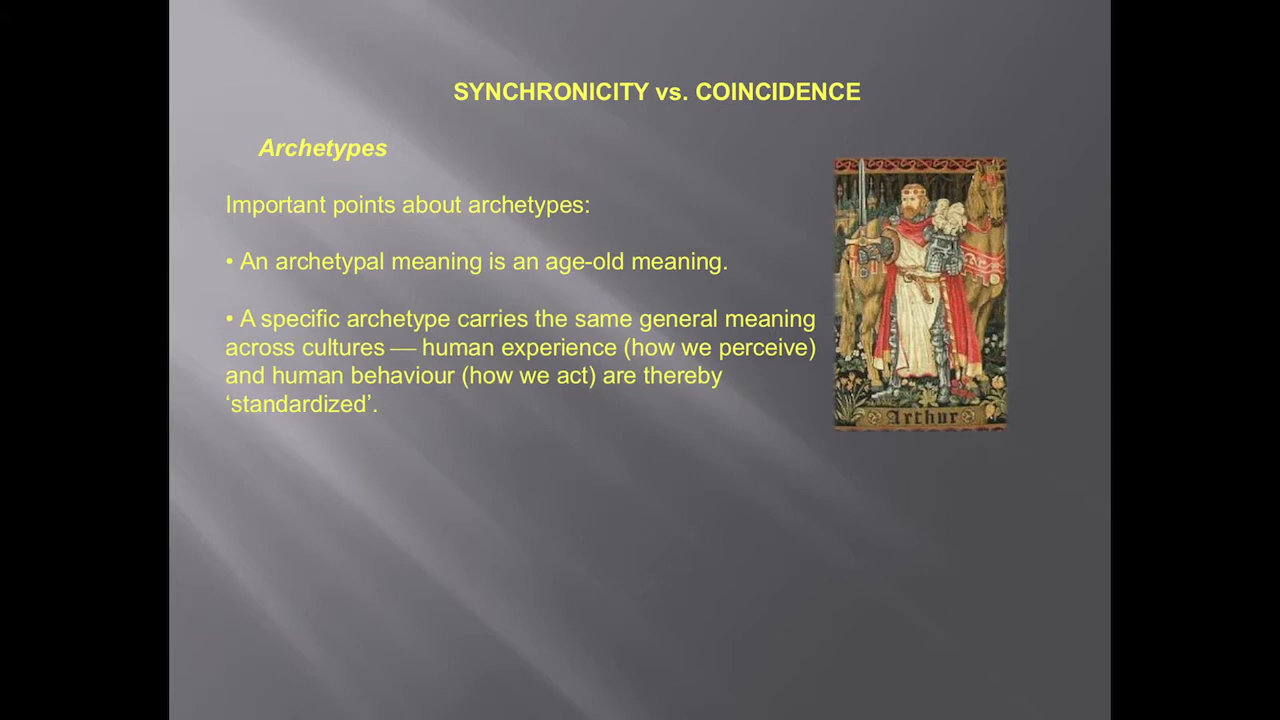 SYNCHRONICITY vs. COINCIDENCE
Archetypes
Important points about archetypes:
• An archetypal meaning is an age-old meaning.
• A specific archetype carries the same general meaning
across cultures — human experience (how we perceive)
and human behaviour (how we act) are thereby
‘standardized’.
Arthur